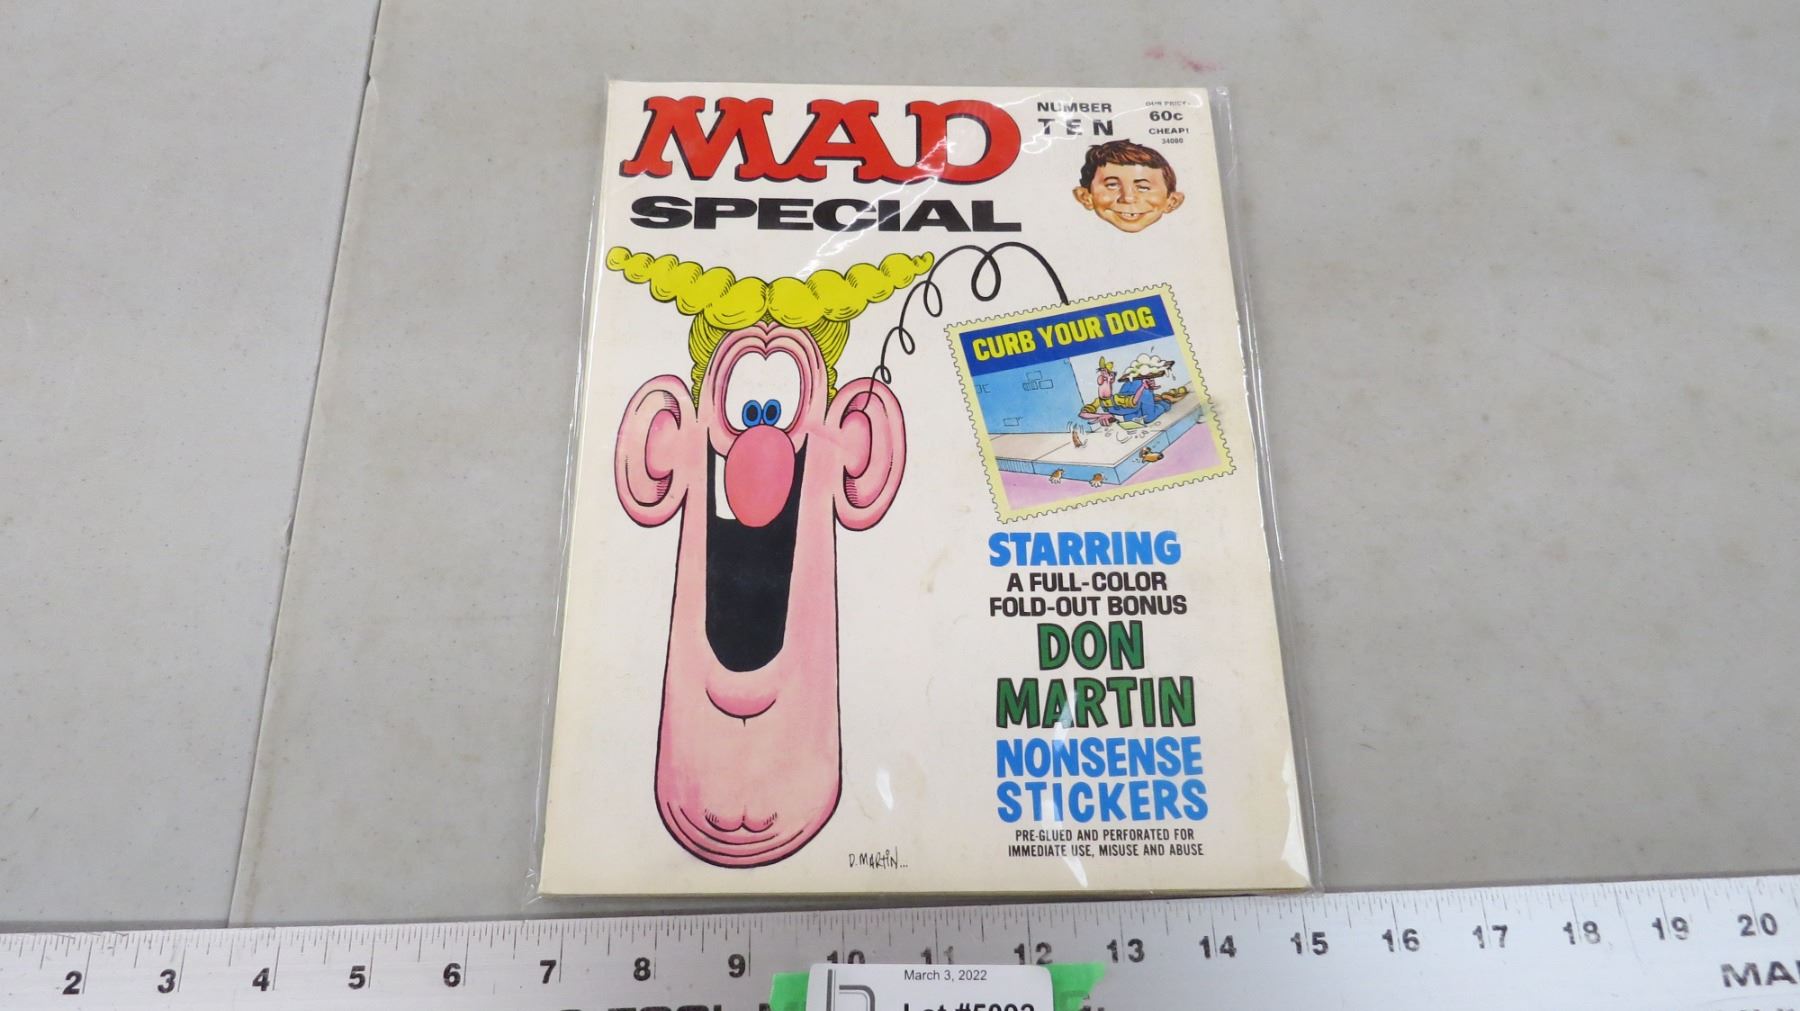 MAD
SPECIAL
NUMBER
TEN
OUR PRICE
60c
CHEAP!
34090
CURB YOUR DOG
STARRING
A FULL-COLOR
FOLD-OUT BONUS
DON
MARTIN
NONSENSE
STICKERS
PRE-GLUED AND PERFORATED FOR
IMMEDIATE USE, MISUSE AND ABUSE
D. MARTIN...
2 3 4 5 6 7 8 9 10 11 12 13 14 15 16 17 18 19 20
March 3, 2022
MA